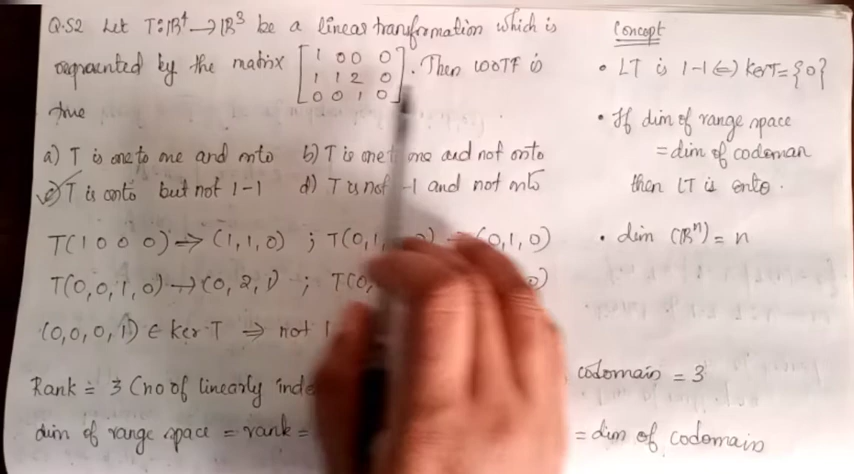 Q.52 Let T:ℝ⁴→ℝ³ be a linear transformation which is
represented by the matrix [1 0 0 0
1 1 2 0
0 0 1 0]. Then WOTF is
true
a) T is one to one and onto b) T is one t one and not onto
c) T is onto but not 1-1 d) T is not -1 and not onto
T(1 0 0 0) → (1,1,0) ; T(0,1, 0) → (0,1,0)
T(0,0,1,0) → (0,2,1) ; T(0, 0)
(0,0,0,1) ∈ Ker T ⇒ not
Rank = 3 (no of linearly inde
dim of range space = rank =
Concept
• LT is 1-1 ⇔ KerT = {0}
• If dim of range space
= dim of codoman
then LT is onto.
• dim (ℝⁿ) = n
codomain = 3
= dim of codomain